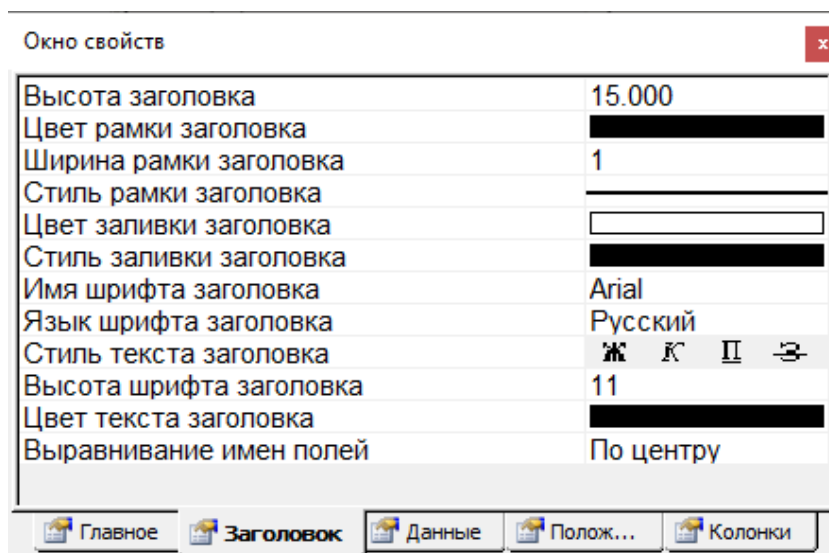 Окно свойств
x
Высота заголовка 15.000
Цвет рамки заголовка
Ширина рамки заголовка 1
Стиль рамки заголовка
Цвет заливки заголовка
Стиль заливки заголовка
Имя шрифта заголовка Arial
Язык шрифта заголовка Русский
Стиль текста заголовка Ж К П З
Высота шрифта заголовка 11
Цвет текста заголовка
Выравнивание имен полей По центру
Главное Заголовок Данные Полож... Колонки